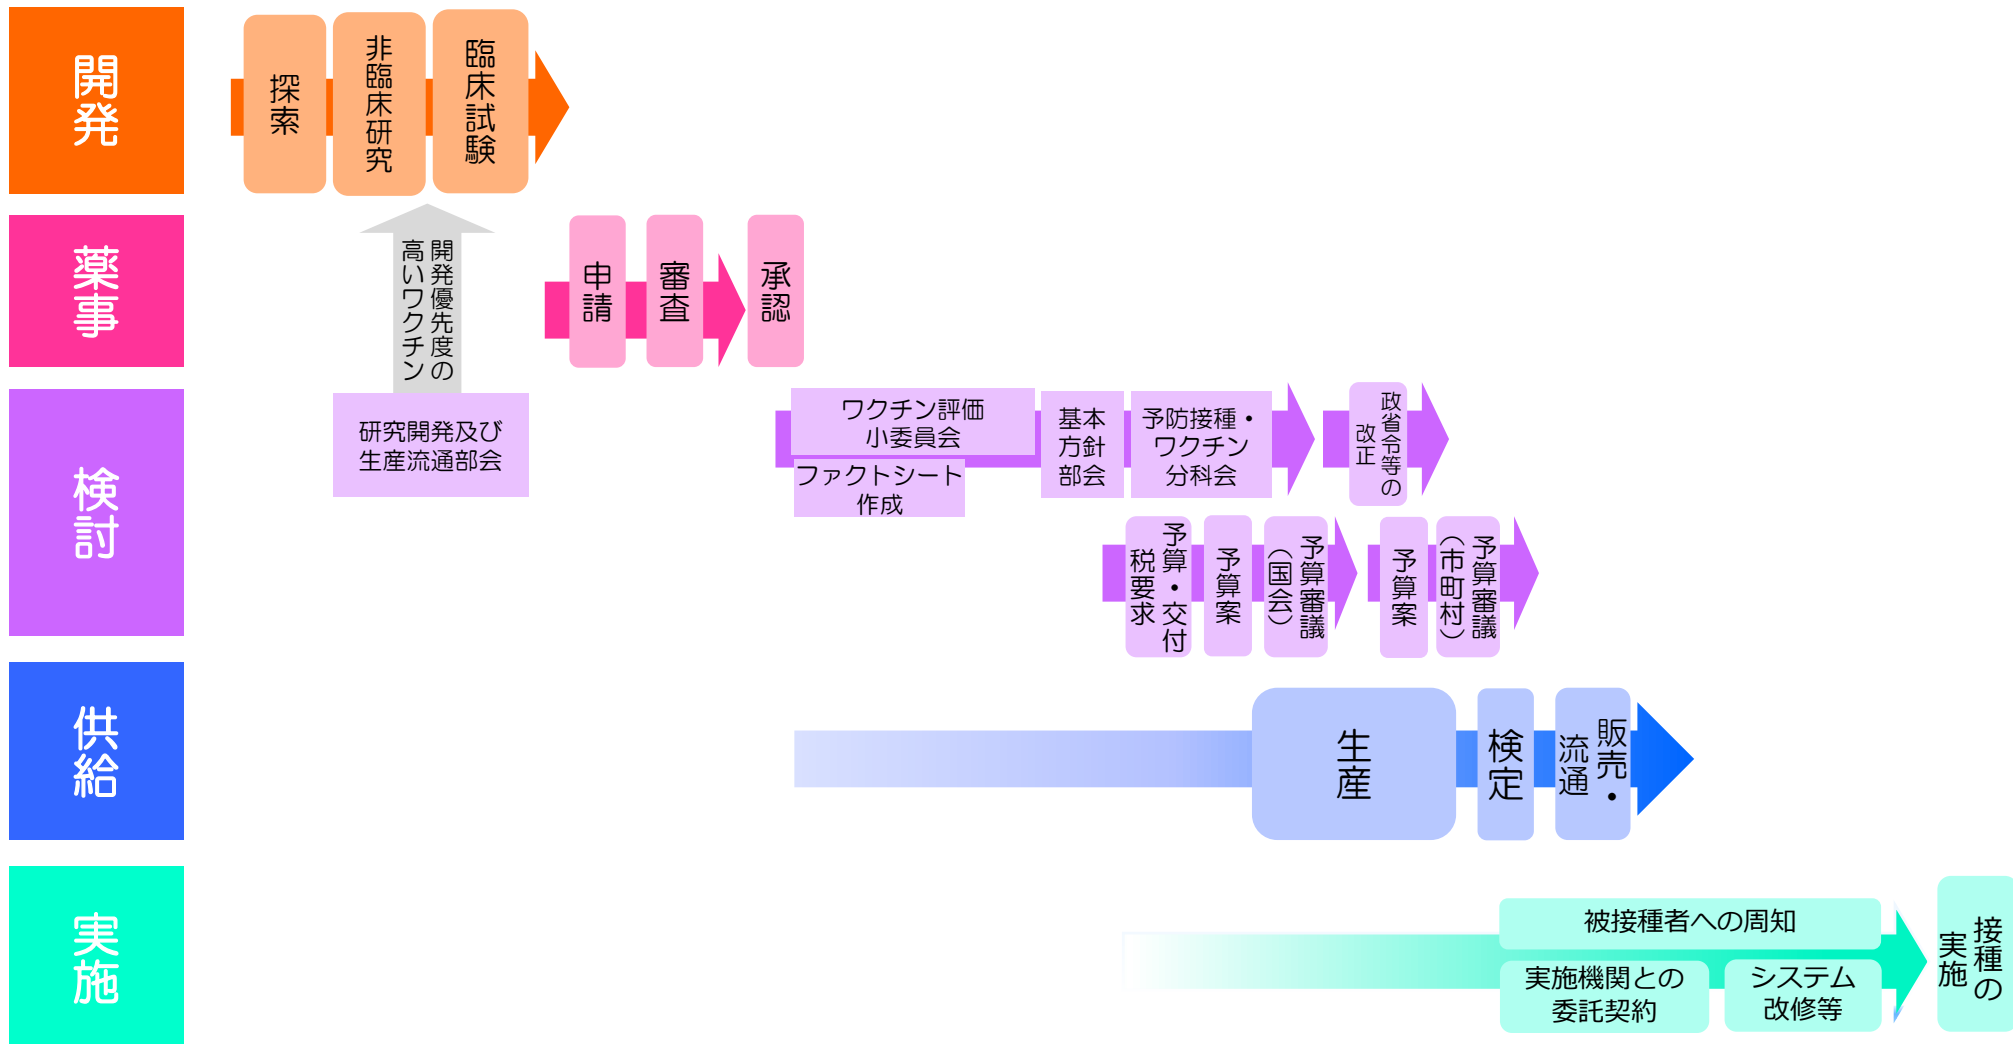 開発
探索
非臨床研究
臨床試験
薬事
開発優先度の
高いワクチン
申請
審査
承認
検討
研究開発及び
生産流通部会
ワクチン評価
小委員会
ファクトシート
作成
基本
方針
部会
予防接種・
ワクチン
分科会
政省令等の
改正
予算・交付
税要求
予算案
予算審議
（国会）
予算案
予算審議
（市町村）
供給
生産
検定
販売・
流通
実施
被接種者への周知
実施機関との
委託契約
システム
改修等
接種の
実施